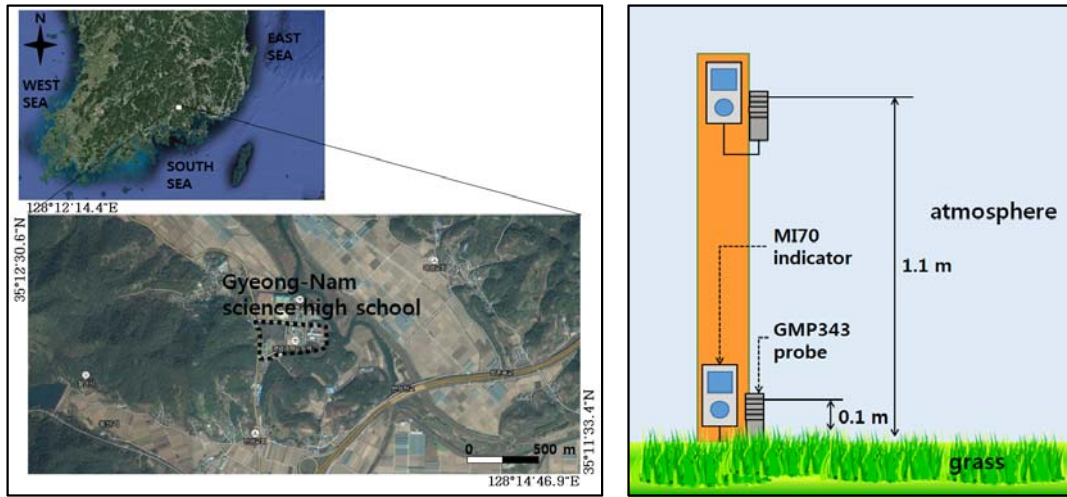 N
EAST
SEA
WEST
SEA
SOUTH
SEA
128°12'14.4"E
35°12'30.6"N
Gyeong-Nam
science high school
0 500 m
35°11'33.4"N
128°14'46.9"E
atmosphere
MI70
indicator
1.1 m
GMP343
probe
0.1 m
grass